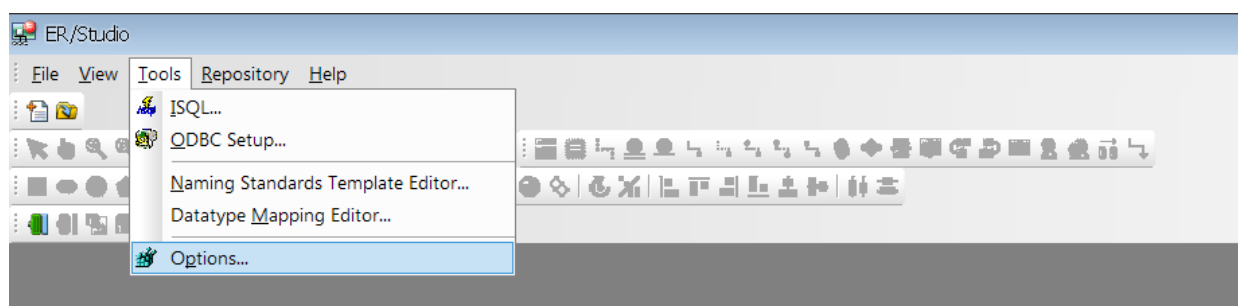 ER/Studio
File View Tools Repository Help
ISQL...
ODBC Setup...
Naming Standards Template Editor...
Datatype Mapping Editor...
Options...